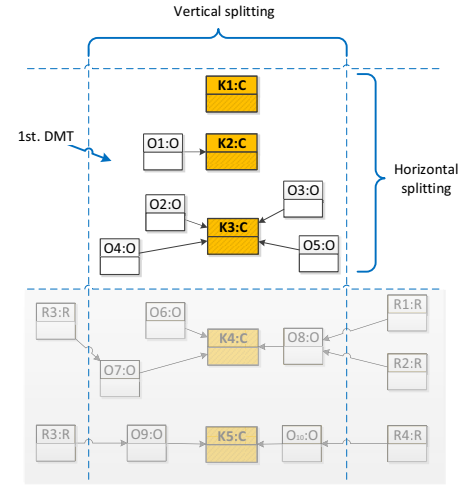 Vertical splitting
K1:C
1st. DMT
O1:O
K2:C
Horizontal
splitting
O2:O
O3:O
K3:C
O4:O
O5:O
R3:R
O6:O
K4:C
O8:O
R1:R
O7:O
R2:R
R3:R
O9:O
K5:C
O₁₀:O
R4:R